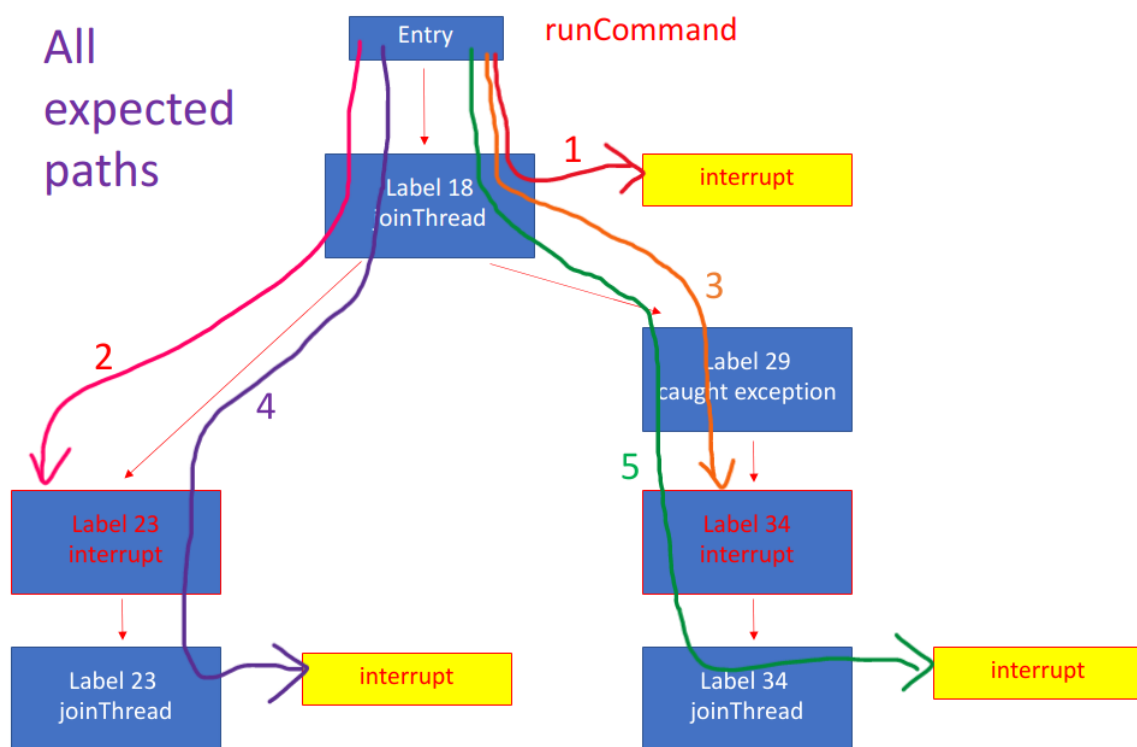 All
expected
paths
Entry
runCommand
Label 18
joinThread
1
interrupt
2
3
4
Label 29
caught exception
5
Label 23
interrupt
Label 34
interrupt
Label 23
joinThread
interrupt
Label 34
joinThread
interrupt